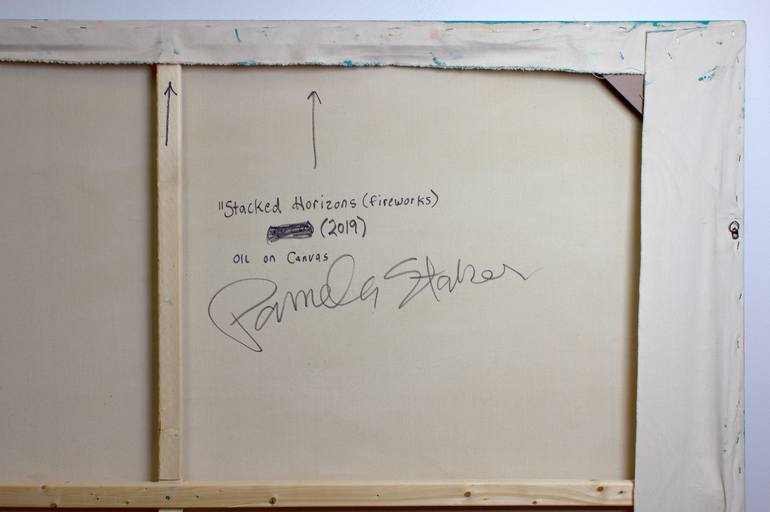 "Stacked Horizons (fireworks)
(2019)
OIL on Canvas
Pamela Staker